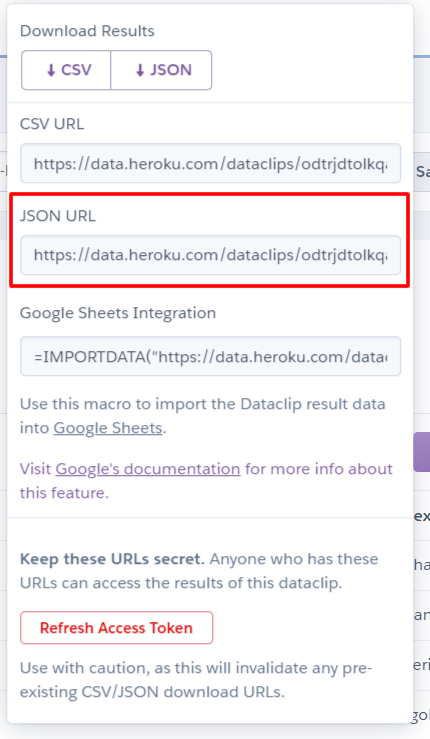 Download Results
CSV JSON
CSV URL
https://data.heroku.com/dataclips/odtrjdtolkq
JSON URL
https://data.heroku.com/dataclips/odtrjdtolkq
Google Sheets Integration
=IMPORTDATA("https://data.heroku.com/data
Use this macro to import the Dataclip result data
into Google Sheets.
Visit Google's documentation for more info about
this feature.
Keep these URLs secret. Anyone who has these
URLs can access the results of this dataclip.
Refresh Access Token
Use with caution, as this will invalidate any pre-
existing CSV/JSON download URLs.